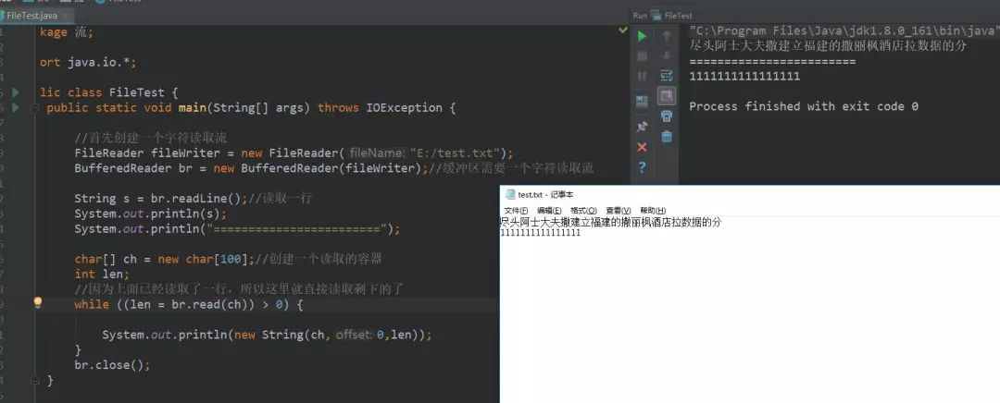 FileTest.java
kage 流;
ort java.io.*;
lic class FileTest {
public static void main(String[] args) throws IOException {
//首先创建一个字符读取流
FileReader fileWriter = new FileReader( fileName: "E:/test.txt");
BufferedReader br = new BufferedReader(fileWriter);//缓冲区需要一个字符读取流
String s = br.readLine();//读取一行
System.out.println(s);
System.out.println("========================");
char[] ch = new char[100];//创建一个读取的容器
int len;
//因为上面已经读取了一行，所以这里就直接读取剩下的了
while ((len = br.read(ch)) > 0) {
System.out.println(new String(ch, offset: 0,len));
}
br.close();
}
Run FileTest
"C:\Program Files\Java\jdk1.8.0_161\bin\java"
尽头阿士大夫撒建立福建的撒丽枫酒店拉数据的分
========================
1111111111111111
Process finished with exit code 0
test.txt - 记事本
文件(F) 编辑(E) 格式(O) 查看(V) 帮助(H)
尽头阿士大夫撒建立福建的撒丽枫酒店拉数据的分
1111111111111111